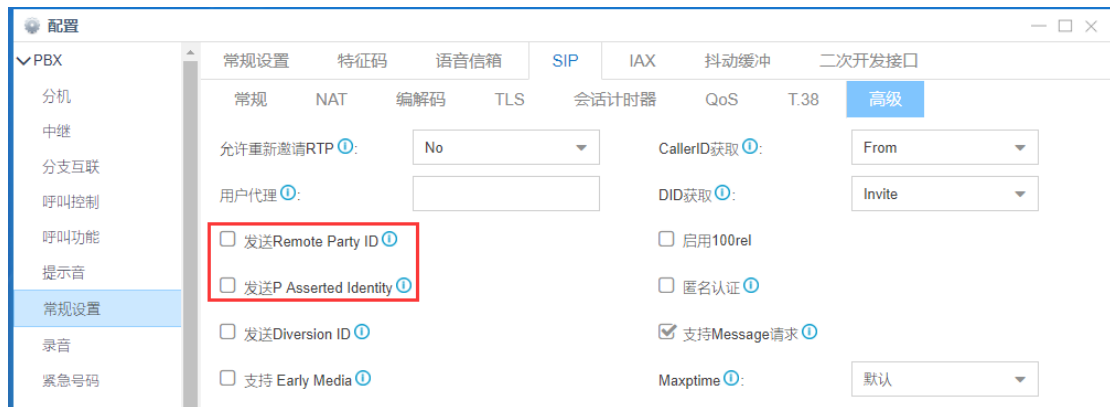 配置
PBX
分机
中继
分支互联
呼叫控制
呼叫功能
提示音
常规设置
录音
紧急号码
常规设置 特征码 语音信箱 SIP IAX 抖动缓冲 二次开发接口
常规 NAT 编解码 TLS 会话计时器 QoS T.38 高级
允许重新邀请RTP: No CallerID获取: From
用户代理: DID获取: Invite
发送Remote Party ID 启用100rel
发送P Asserted Identity 匿名认证
发送Diversion ID 支持Message请求
支持 Early Media Maxptime: 默认